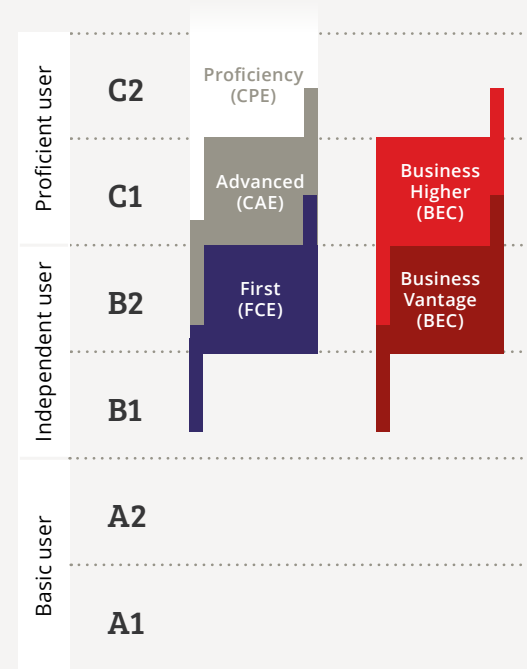 Proficient user
C2
Proficiency
(CPE)
C1
Advanced
(CAE)
Business
Higher
(BEC)
Independent user
B2
First
(FCE)
Business
Vantage
(BEC)
B1
Basic user
A2
A1